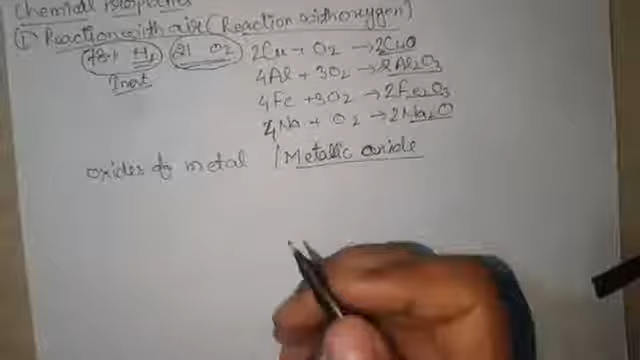 Chemical Properties
(1) Reaction with air (Reaction with oxygen)
78% N₂ 21% O₂ 2Cu + O₂ → 2CuO
Inert 4Al + 3O₂ → 2Al₂O₃
4Fe + 3O₂ → 2Fe₂O₃
4Na + O₂ → 2Na₂O
oxides of metal / Metallic oxide